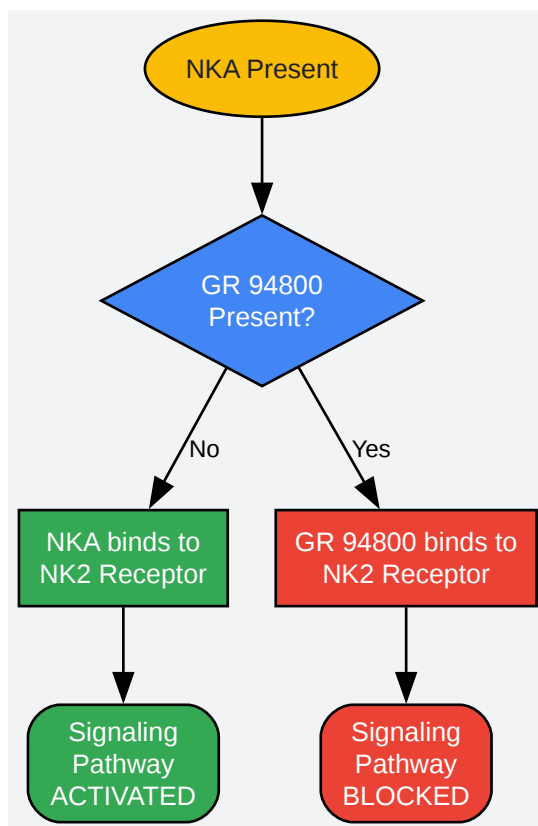 NKA Present
GR 94800
Present?
No
Yes
NKA binds to
NK2 Receptor
GR 94800 binds to
NK2 Receptor
Signaling
Pathway
ACTIVATED
Signaling
Pathway
BLOCKED